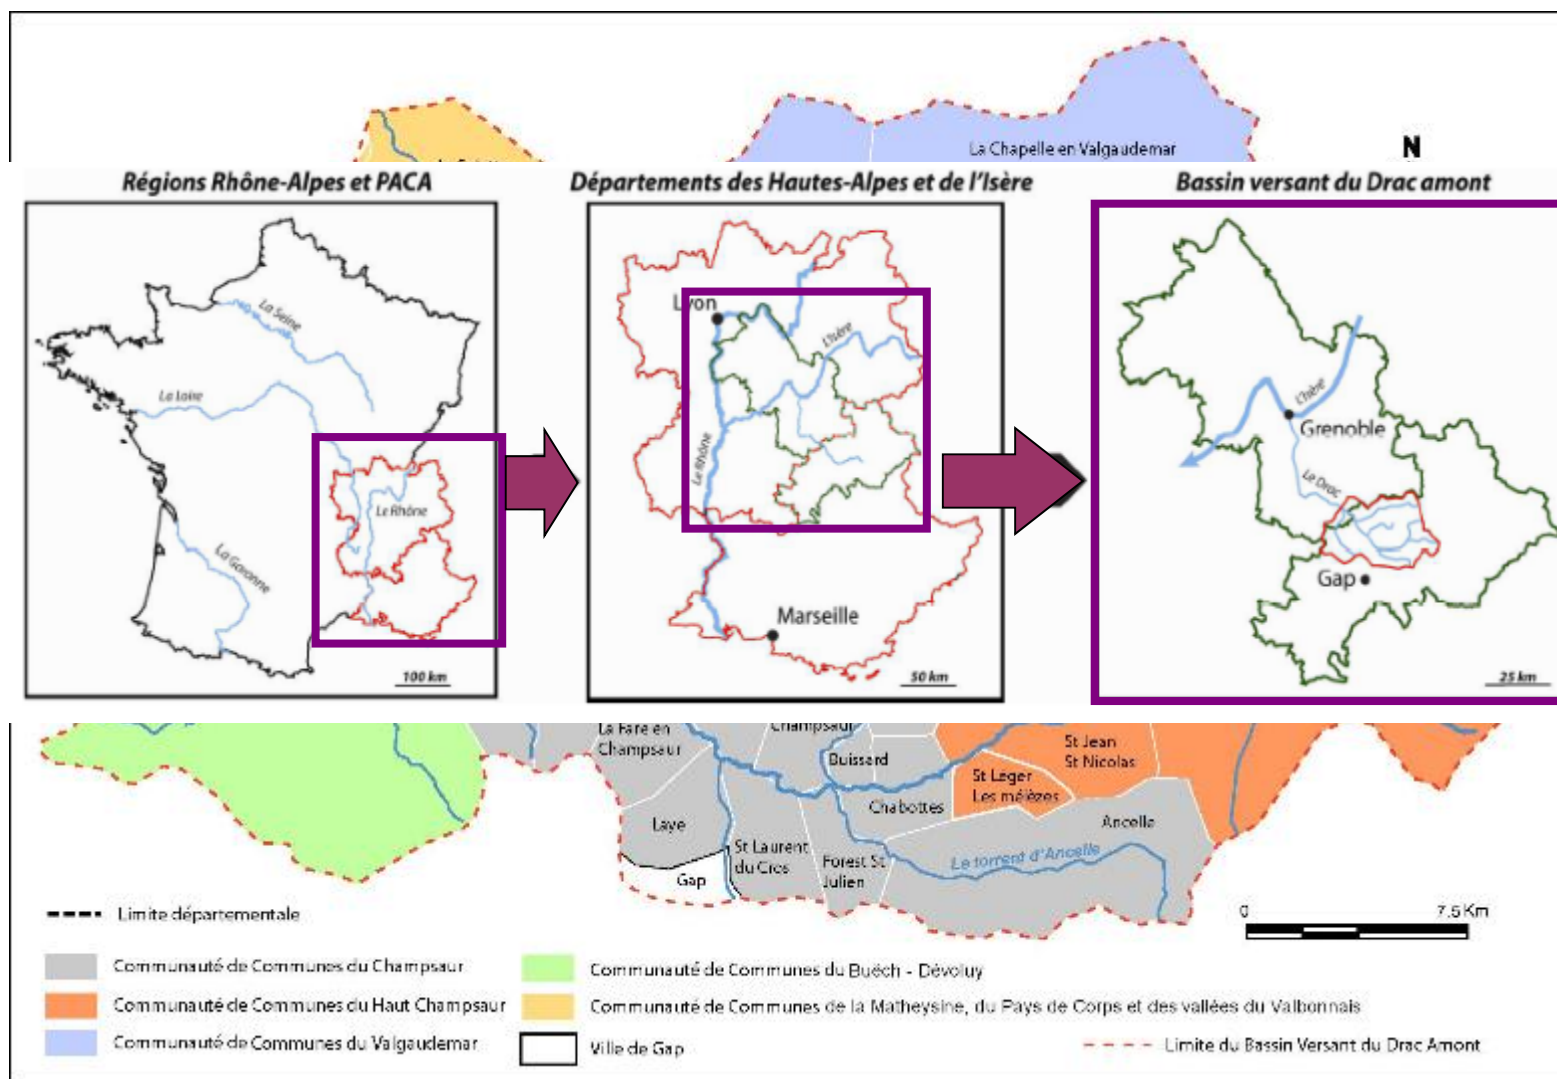 La Chapelle en Valgaudemar
N
Régions Rhône-Alpes et PACA
Départements des Hautes-Alpes et de l'Isère
Bassin versant du Drac amont
La Seine
La Loire
Le Rhône
La Garonne
100 km
Lyon
L'Isère
Le Rhône
Marseille
50 km
L'Isère
Grenoble
Le Drac
Gap
25 km
La Fare en
Champsaur
Champsaur
Buissard
St Jean
St Nicolas
St Léger
Les mélèzes
Chabottes
Ancelle
Laye
St Laurent
du Cros
Forest St
Julien
Le torrent d'Ancelle
Gap
Limite départementale
0
7.5 Km
Communauté de Communes du Champsaur
Communauté de Communes du Buëch - Dévoluy
Communauté de Communes du Haut Champsaur
Communauté de Communes de la Matheysine, du Pays de Corps et des vallées du Valbonnais
Communauté de Communes du Valgaudemar
Ville de Gap
Limite du Bassin Versant du Drac Amont